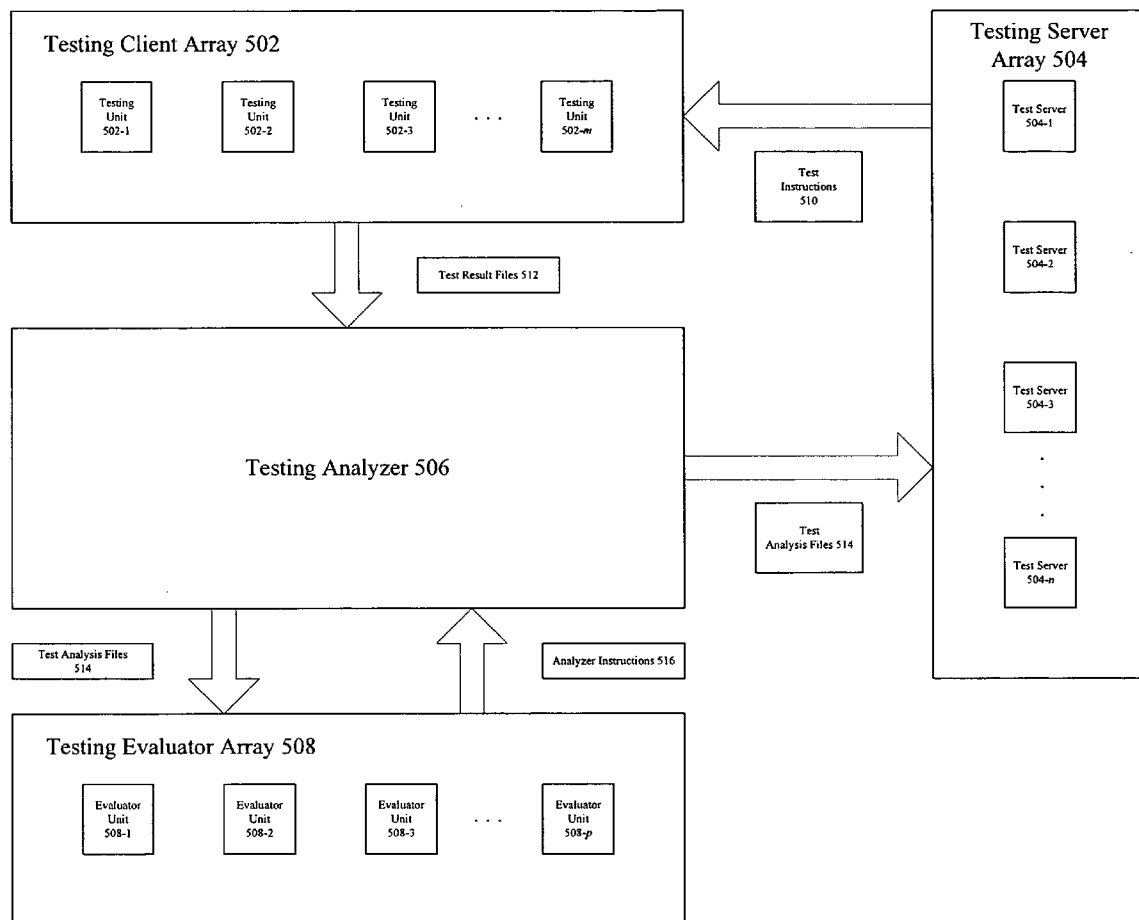 Testing Client Array 502
Testing
Unit
502-1
Testing
Unit
502-2
Testing
Unit
502-3
. . .
Testing
Unit
502-m
Testing Server
Array 504
Test Server
504-1
Test Server
504-2
Test Server
504-3
.
.
.
Test Server
504-n
Test
Instructions
510
Test Result Files 512
Testing Analyzer 506
Test
Analysis Files 514
Test Analysis Files
514
Analyzer Instructions 516
Testing Evaluator Array 508
Evaluator
Unit
508-1
Evaluator
Unit
508-2
Evaluator
Unit
508-3
. . .
Evaluator
Unit
508-p